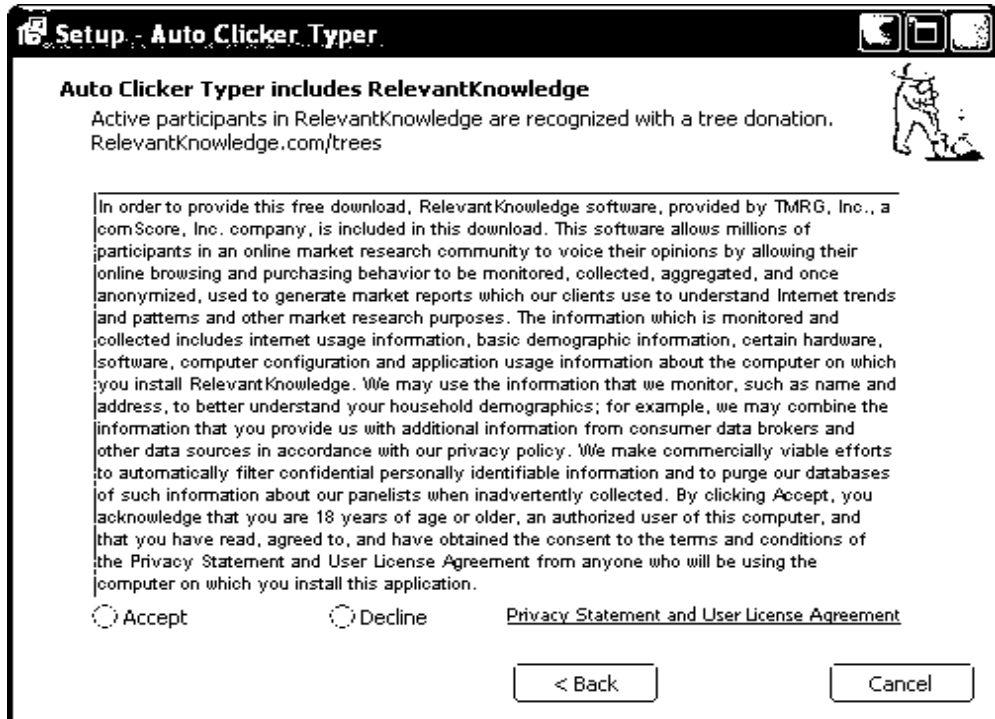 Setup - Auto Clicker Typer
Auto Clicker Typer includes RelevantKnowledge
Active participants in RelevantKnowledge are recognized with a tree donation.
RelevantKnowledge.com/trees
In order to provide this free download, RelevantKnowledge software, provided by TMRG, Inc., a
comScore, Inc. company, is included in this download. This software allows millions of
participants in an online market research community to voice their opinions by allowing their
online browsing and purchasing behavior to be monitored, collected, aggregated, and once
anonymized, used to generate market reports which our clients use to understand Internet trends
and patterns and other market research purposes. The information which is monitored and
collected includes internet usage information, basic demographic information, certain hardware,
software, computer configuration and application usage information about the computer on which
you install RelevantKnowledge. We may use the information that we monitor, such as name and
address, to better understand your household demographics; for example, we may combine the
information that you provide us with additional information from consumer data brokers and
other data sources in accordance with our privacy policy. We make commercially viable efforts
to automatically filter confidential personally identifiable information and to purge our databases
of such information about our panelists when inadvertently collected. By clicking Accept, you
acknowledge that you are 18 years of age or older, an authorized user of this computer, and
that you have read, agreed to, and have obtained the consent to the terms and conditions of
the Privacy Statement and User License Agreement from anyone who will be using the
computer on which you install this application.
Accept Decline Privacy Statement and User License Agreement
< Back Cancel